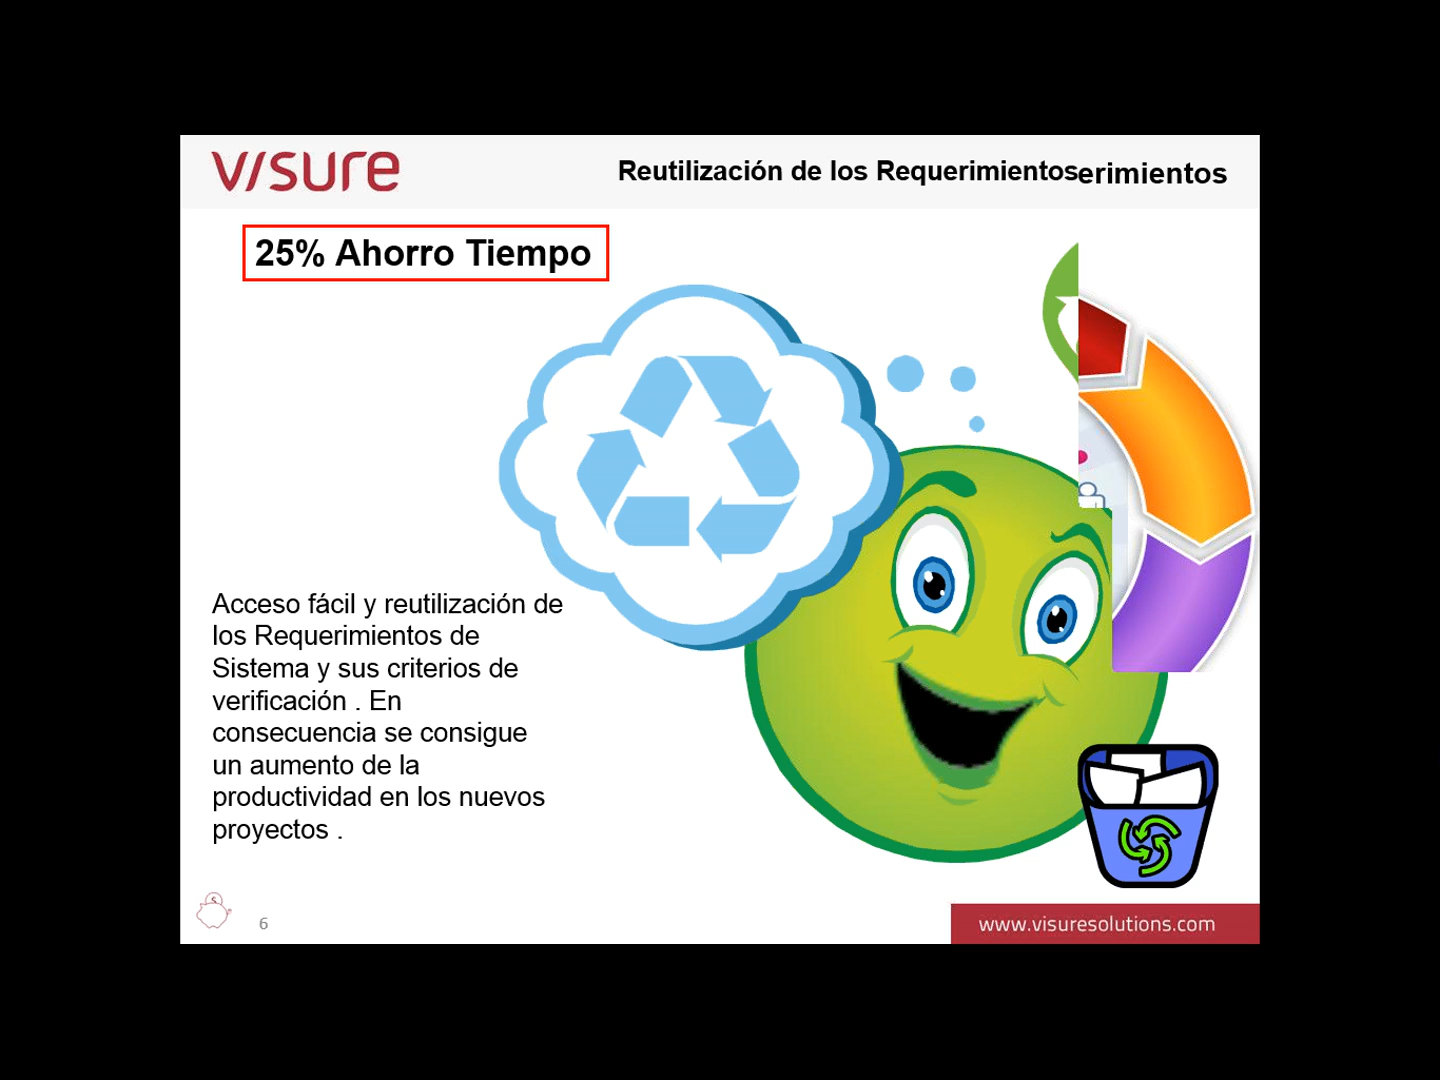 visure
Reutilización de los Requerimientoserimientos
25% Ahorro Tiempo
Acceso fácil y reutilización de
los Requerimientos de
Sistema y sus criterios de
verificación . En
consecuencia se consigue
un aumento de la
productividad en los nuevos
proyectos .
6
www.visuresolutions.com